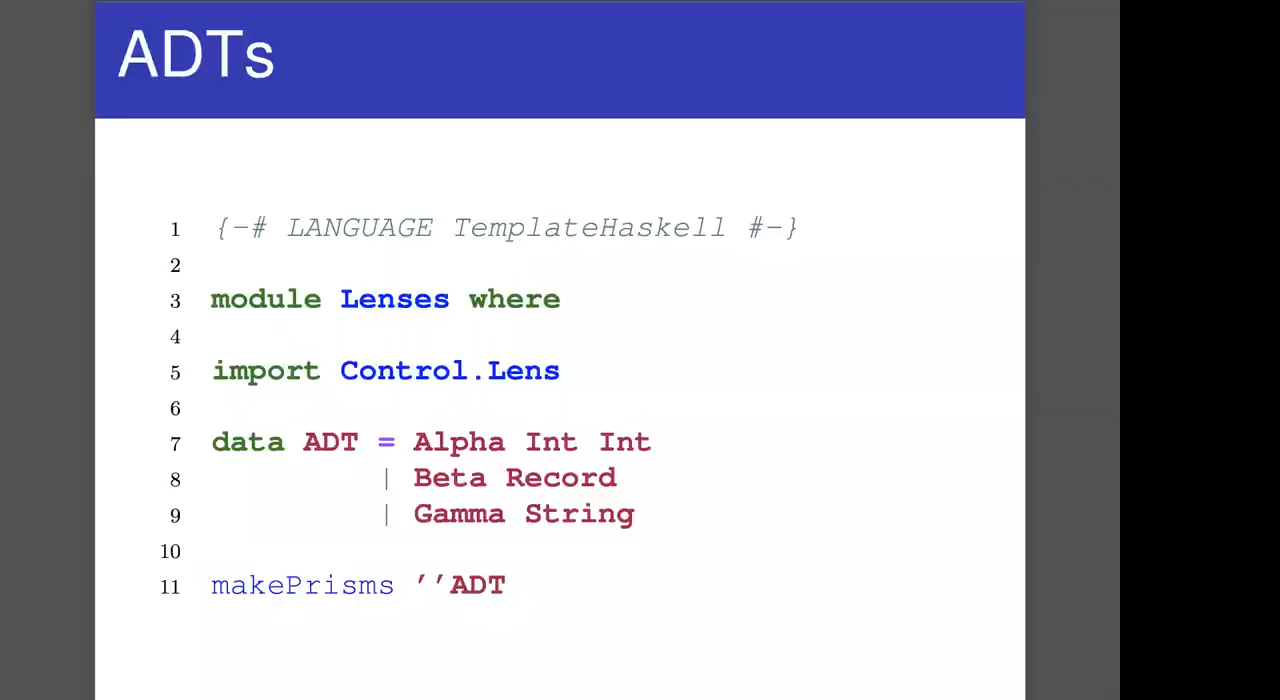 ADTs
1 {-# LANGUAGE TemplateHaskell #-}
2
3 module Lenses where
4
5 import Control.Lens
6
7 data ADT = Alpha Int Int
8 | Beta Record
9 | Gamma String
10
11 makePrisms ’’ADT